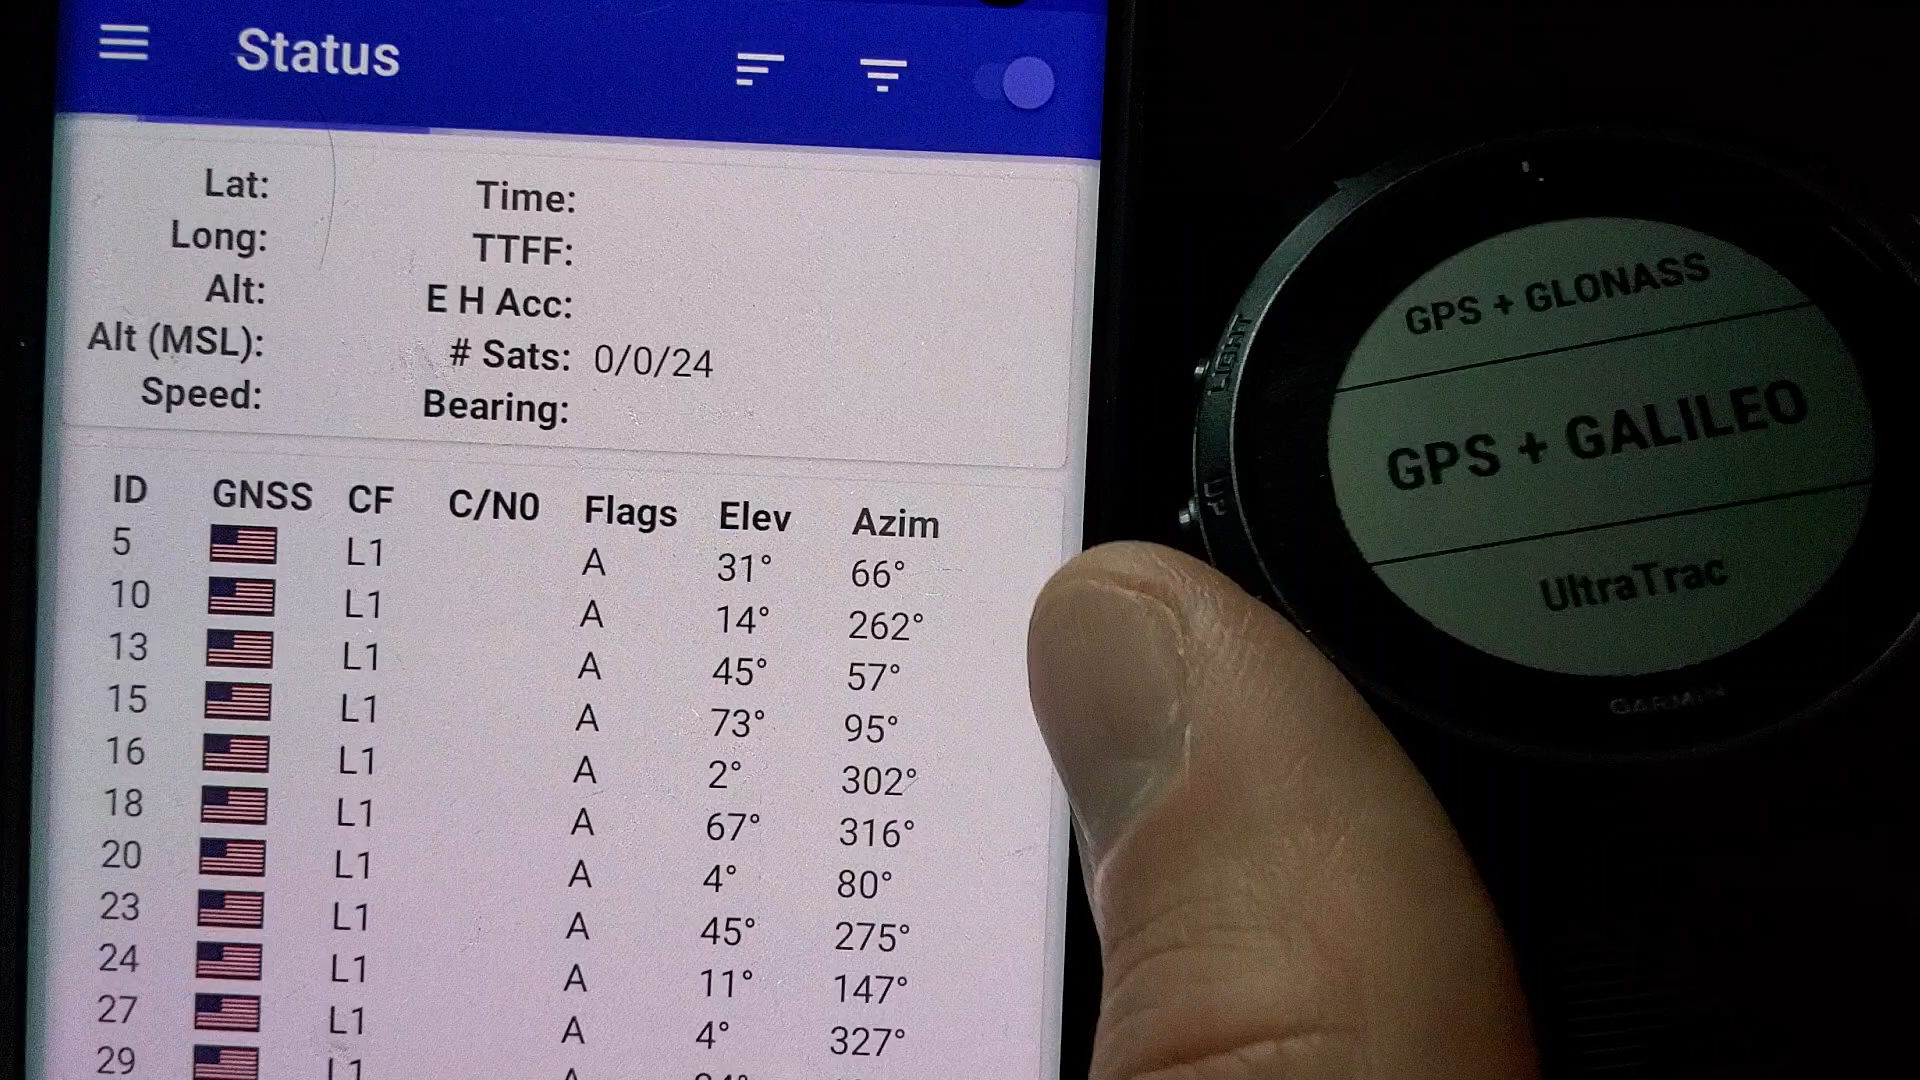 Status
Lat: Time:
Long: TTFF:
Alt: E H Acc:
Alt (MSL): # Sats: 0/0/24
Speed: Bearing:
ID GNSS CF C/N0 Flags Elev Azim
5 L1 A 31° 66°
10 L1 A 14° 262°
13 L1 A 45° 57°
15 L1 A 73° 95°
16 L1 A 2° 302°
18 L1 A 67° 316°
20 L1 A 4° 80°
23 L1 A 45° 275°
24 L1 A 11° 147°
27 L1 A 4° 327°
29 L1 A
LIGHT
UP
GPS + GLONASS
GPS + GALILEO
UltraTrac
GARMIN